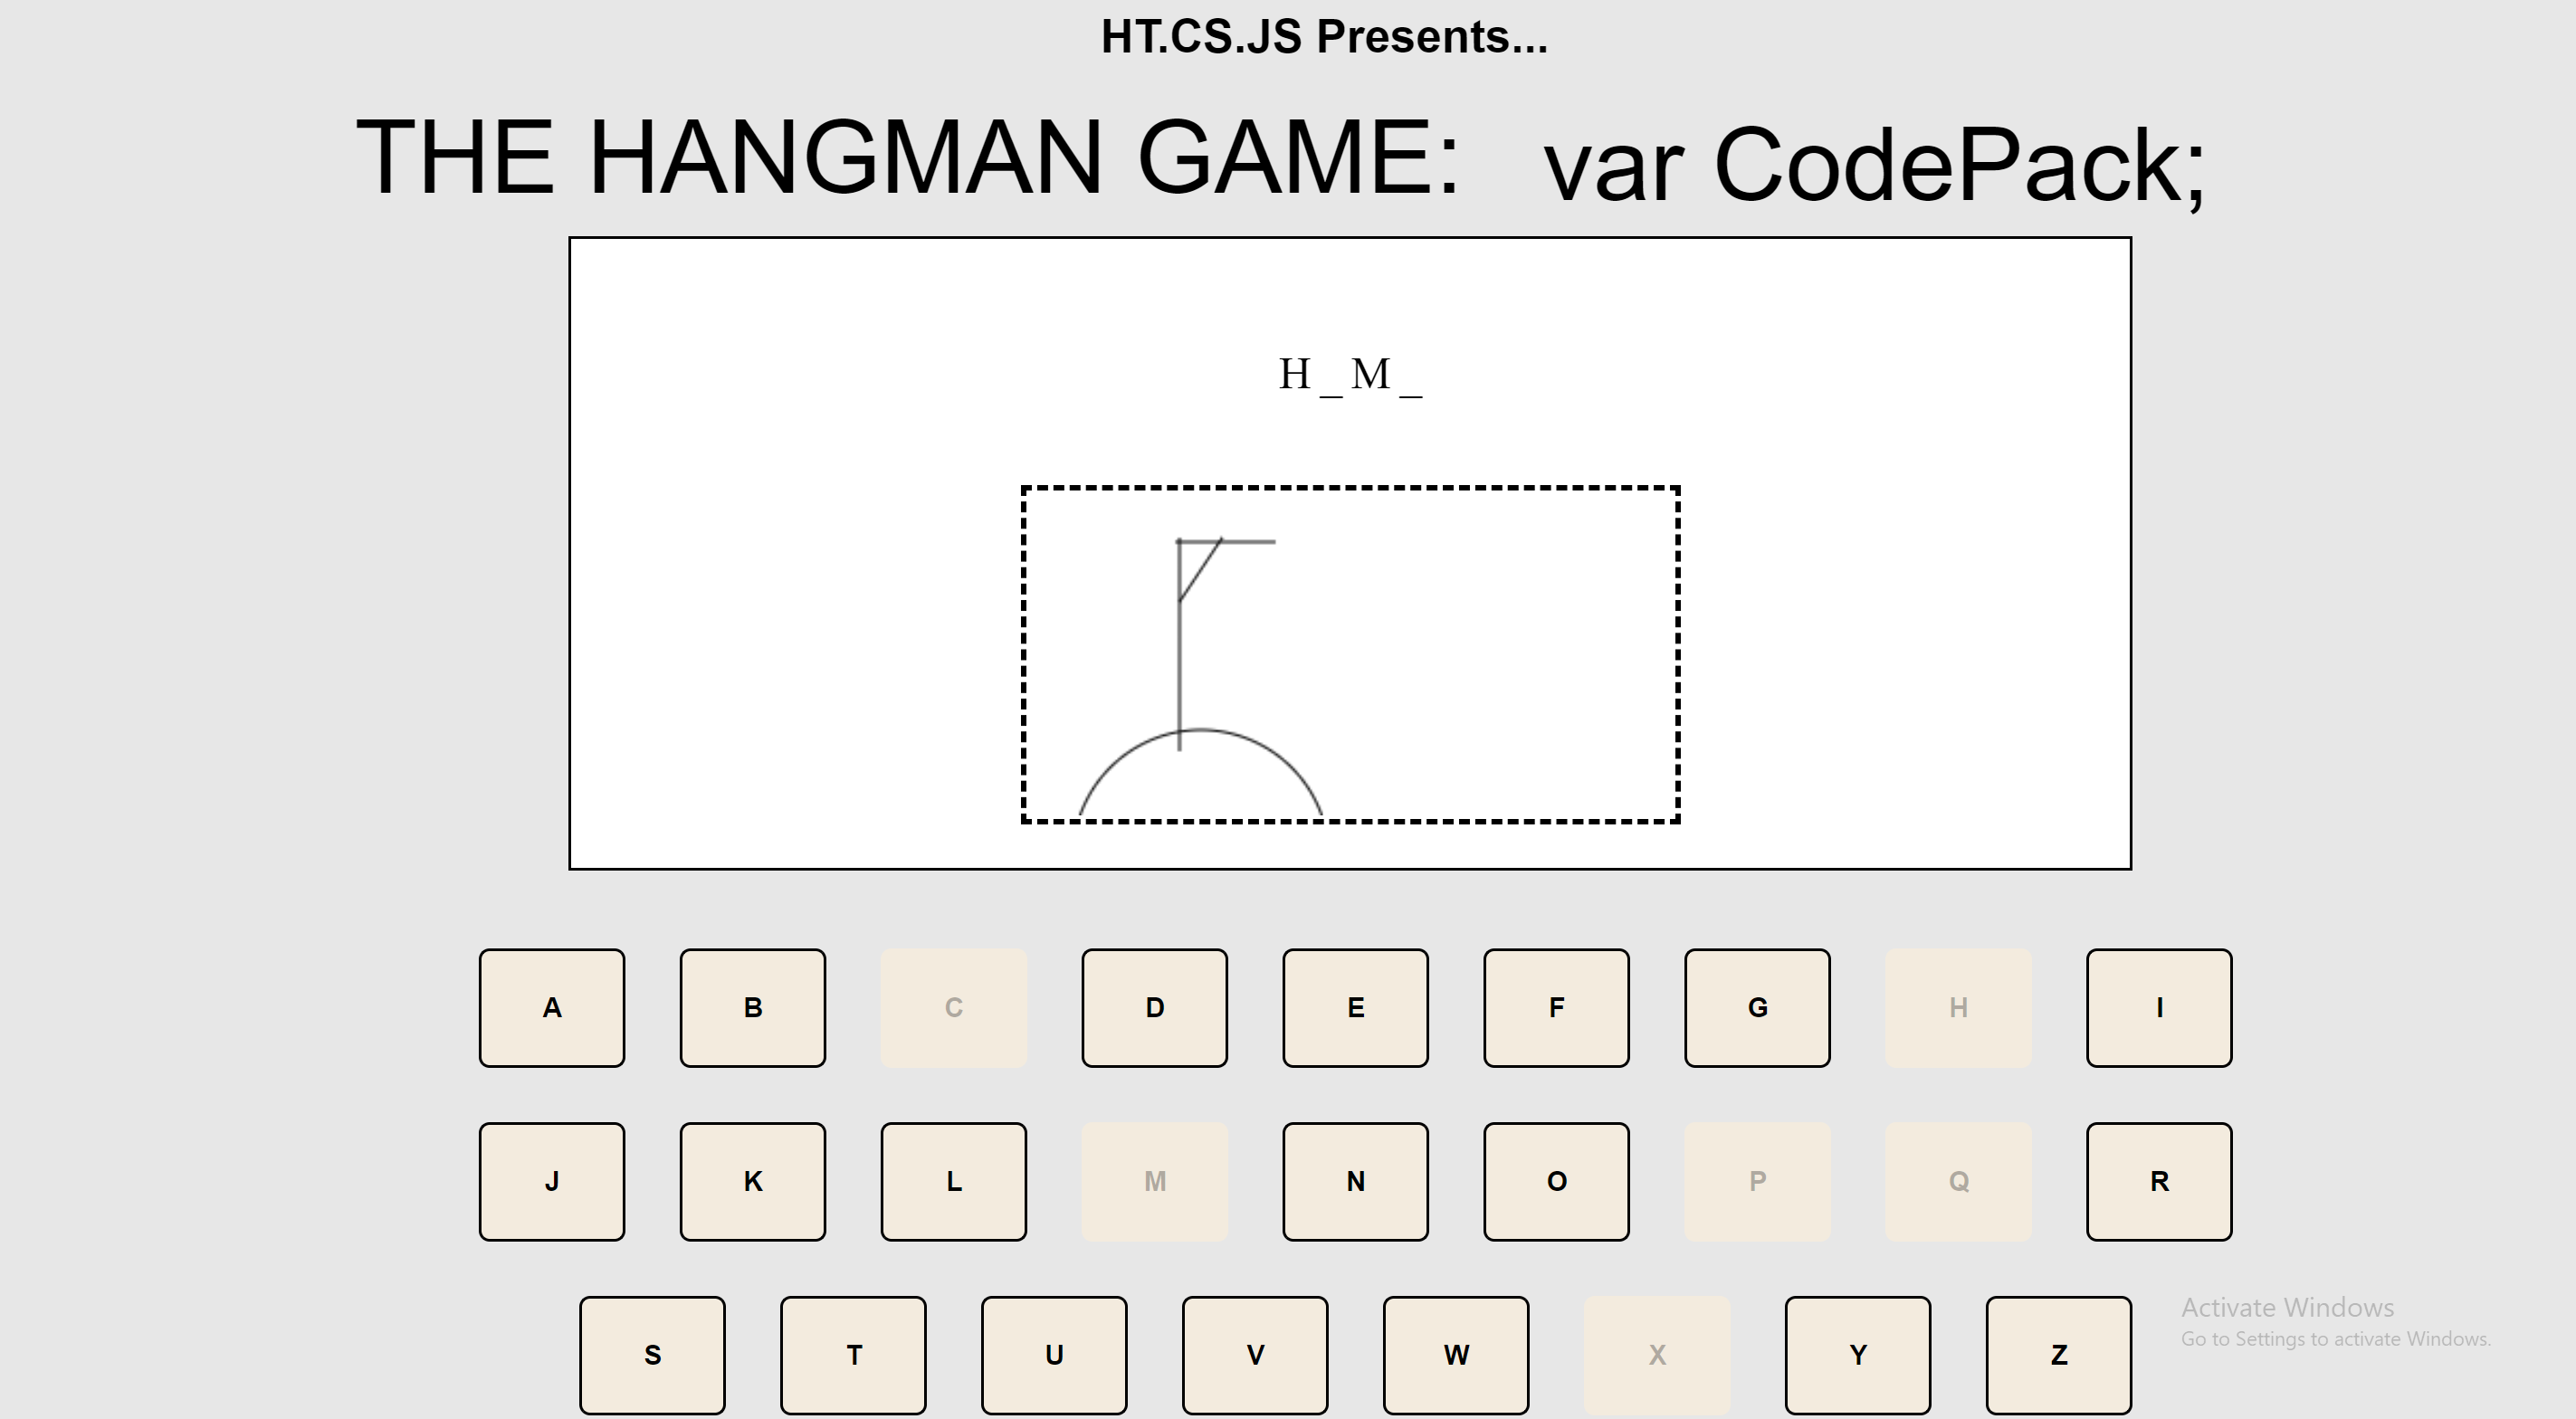 HT.CS.JS Presents...
THE HANGMAN GAME: var CodePack;
H _ M _
A B C D E F G H I
J K L M N O P Q R
S T U V W X Y Z
Activate Windows
Go to Settings to activate Windows.